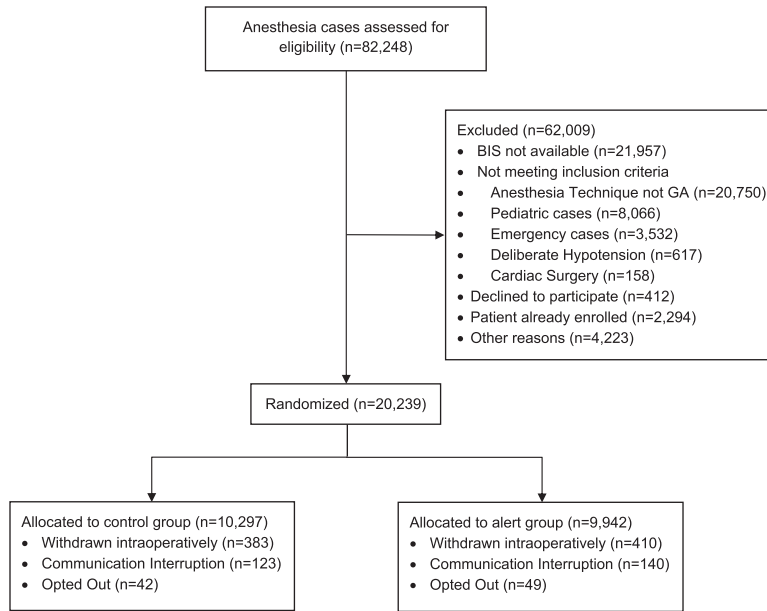 Anesthesia cases assessed for
eligibility (n=82,248)
Excluded (n=62,009)
• BIS not available (n=21,957)
• Not meeting inclusion criteria
• Anesthesia Technique not GA (n=20,750)
• Pediatric cases (n=8,066)
• Emergency cases (n=3,532)
• Deliberate Hypotension (n=617)
• Cardiac Surgery (n=158)
• Declined to participate (n=412)
• Patient already enrolled (n=2,294)
• Other reasons (n=4,223)
Randomized (n=20,239)
Allocated to control group (n=10,297)
• Withdrawn intraoperatively (n=383)
• Communication Interruption (n=123)
• Opted Out (n=42)
Allocated to alert group (n=9,942)
• Withdrawn intraoperatively (n=410)
• Communication Interruption (n=140)
• Opted Out (n=49)